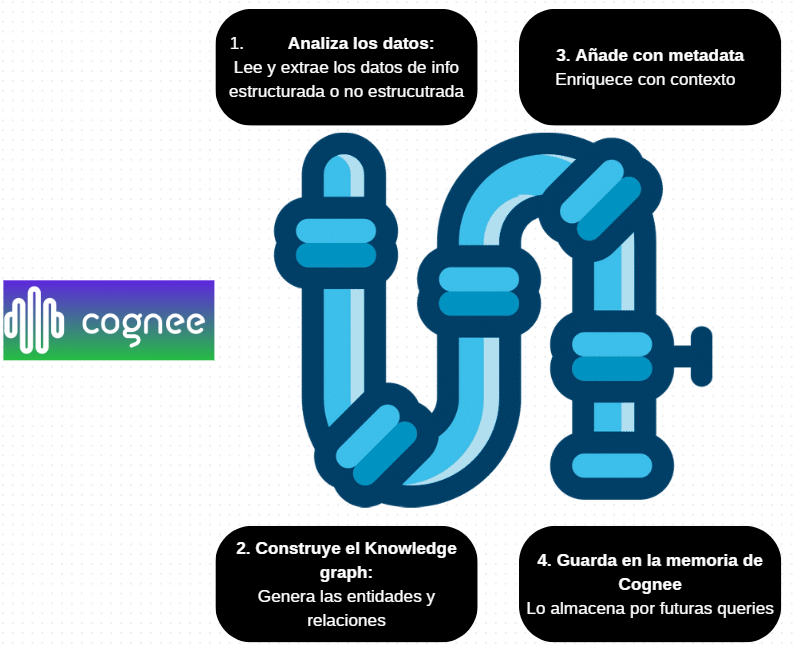 1. Analiza los datos:
Lee y extrae los datos de info
estructurada o no estrucutrada
3. Añade con metadata
Enriquece con contexto
cognee
2. Construye el Knowledge
graph:
Genera las entidades y
relaciones
4. Guarda en la memoria de
Cognee
Lo almacena por futuras queries